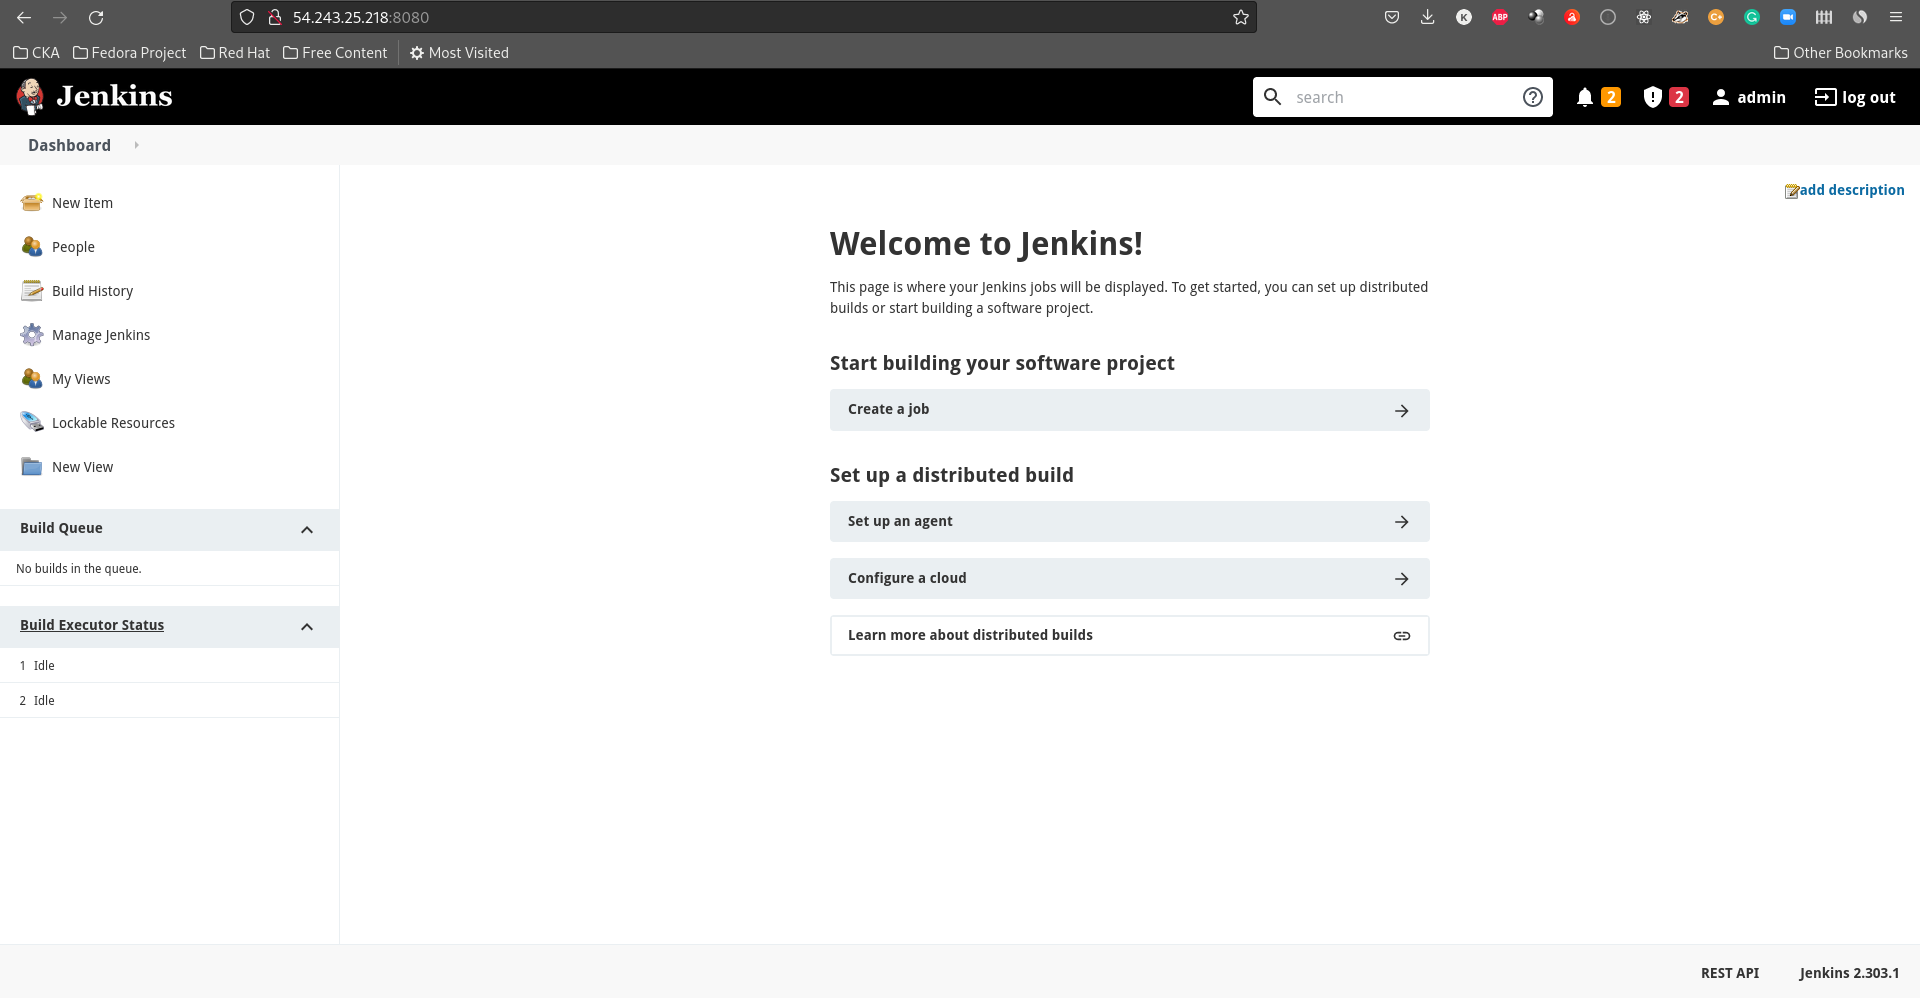 54.243.25.218:8080
K ABP C+ G
CKA Fedora Project Red Hat Free Content Most Visited Other Bookmarks
Jenkins search 2 2 admin log out
Dashboard
add description
New Item
People
Build History
Manage Jenkins
My Views
Lockable Resources
New View
Build Queue
No builds in the queue.
Build Executor Status
1 Idle
2 Idle
Welcome to Jenkins!
This page is where your Jenkins jobs will be displayed. To get started, you can set up distributed
builds or start building a software project.
Start building your software project
Create a job
Set up a distributed build
Set up an agent
Configure a cloud
Learn more about distributed builds
REST API Jenkins 2.303.1